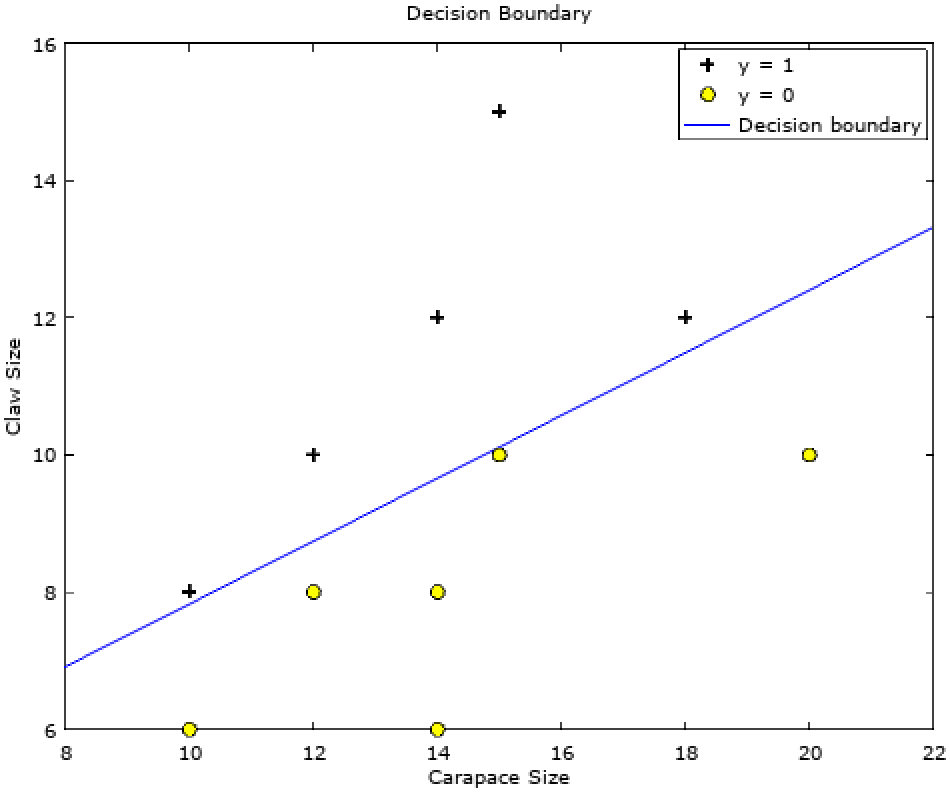 Decision Boundary
16
y = 1
y = 0
Decision boundary
14
12
10
8
6
Claw Size
8 10 12 14 16 18 20 22
Carapace Size